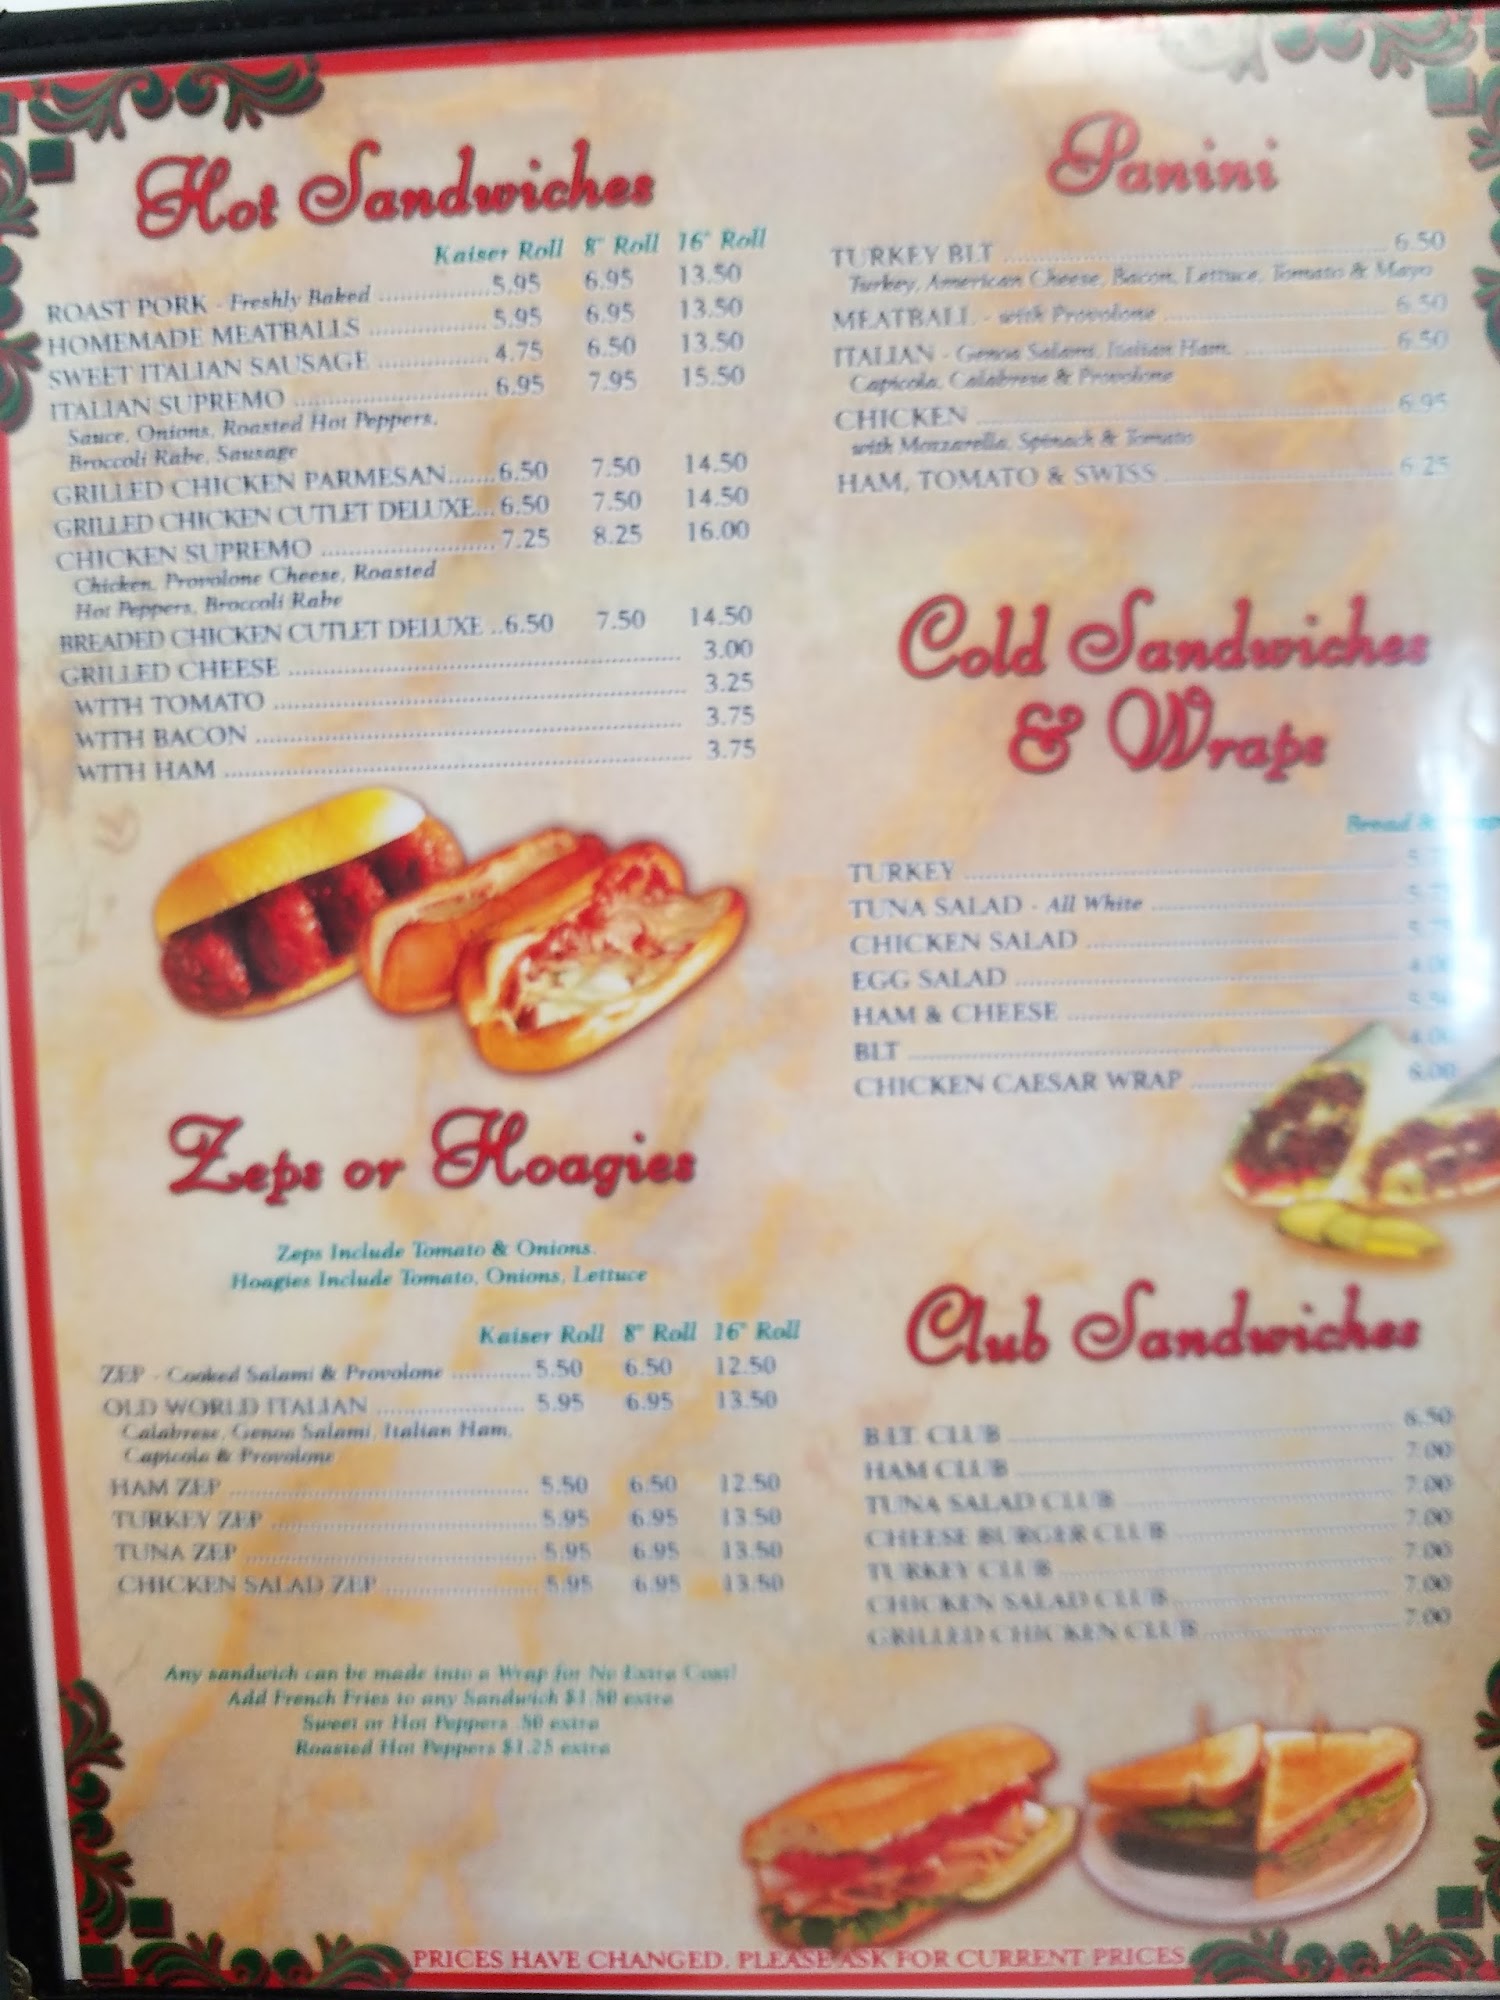 Hot Sandwiches
Kaiser Roll 8" Roll 16" Roll
ROAST PORK - Freshly Baked ................ 5.95 6.95 13.50
HOMEMADE MEATBALLS ................ 5.95 6.95 13.50
SWEET ITALIAN SAUSAGE ................ 4.75 6.50 13.50
ITALIAN SUPREMO ................ 6.95 7.95 15.50
Sauce, Onions, Roasted Hot Peppers,
Broccoli Rabe, Sausage
GRILLED CHICKEN PARMESAN....... 6.50 7.50 14.50
GRILLED CHICKEN CUTLET DELUXE... 6.50 7.50 14.50
CHICKEN SUPREMO ................ 7.25 8.25 16.00
Chicken, Provolone Cheese, Roasted
Hot Peppers, Broccoli Rabe
BREADED CHICKEN CUTLET DELUXE .. 6.50 7.50 14.50
GRILLED CHEESE ................ 3.00
WITH TOMATO ................ 3.25
WITH BACON ................ 3.75
WITH HAM ................ 3.75
Zeps or Hoagies
Zeps Include Tomato & Onions.
Hoagies Include Tomato, Onions, Lettuce
Kaiser Roll 8" Roll 16" Roll
ZEP - Cooked Salami & Provolone ............ 5.50 6.50 12.50
OLD WORLD ITALIAN ................ 5.95 6.95 13.50
Calabrese, Genoa Salami, Italian Ham,
Capicola & Provolone
HAM ZEP ................ 5.50 6.50 12.50
TURKEY ZEP ................ 5.95 6.95 13.50
TUNA ZEP ................ 5.95 6.95 13.50
CHICKEN SALAD ZEP ................ 5.95 6.95 13.50
Any sandwich can be made into a Wrap for No Extra Cost!
Add French Fries to any Sandwich $1.50 extra
Sweet or Hot Peppers .50 extra
Roasted Hot Peppers $1.25 extra
Panini
TURKEY BLT ................ 6.50
Turkey, American Cheese, Bacon, Lettuce, Tomato & Mayo
MEATBALL - with Provolone ................ 6.50
ITALIAN - Genoa Salami, Italian Ham, ................ 6.50
Capicola, Calabrese & Provolone
CHICKEN ................ 6.95
with Mozzarella, Spinach & Tomato
HAM, TOMATO & SWISS ................ 6.25
Cold Sandwiches
& Wraps
Bread &
TURKEY ................
TUNA SALAD - All White ................
CHICKEN SALAD ................
EGG SALAD ................ 4.00
HAM & CHEESE ................ 5.50
BLT ................ 4.00
CHICKEN CAESAR WRAP ................
Club Sandwiches
BLT CLUB ................ 6.50
HAM CLUB ................ 7.00
TUNA SALAD CLUB ................ 7.00
CHEESE BURGER CLUB ................ 7.00
TURKEY CLUB ................ 7.00
CHICKEN SALAD CLUB ................ 7.00
GRILLED CHICKEN CLUB ................ 7.00
PRICES HAVE CHANGED. PLEASE ASK FOR CURRENT PRICES